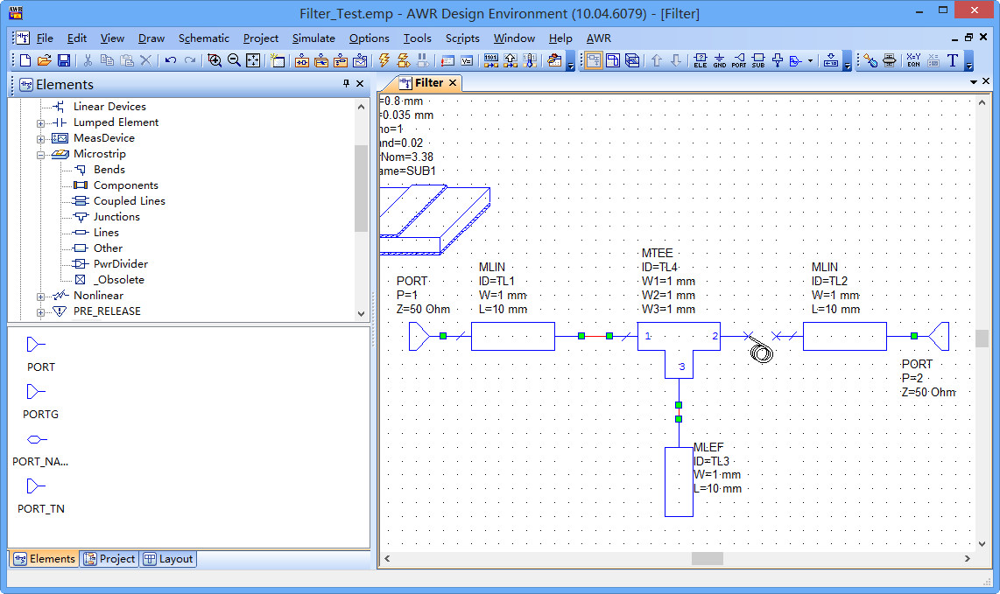 Filter_Test.emp - AWR Design Environment (10.04.6079) - [Filter]
File Edit View Draw Schematic Project Simulate Options Tools Scripts Window Help AWR
ELE GND PORT SUB X=Y EQN T
Elements
Linear Devices
Lumped Element
MeasDevice
Microstrip
Bends
Components
Coupled Lines
Junctions
Lines
Other
PwrDivider
_Obsolete
Nonlinear
PRE_RELEASE
PORT
PORTG
PORT_NA...
PORT_TN
Elements Project Layout
Filter
=0.8 mm
=0.035 mm
no=1
and=0.02
rNom=3.38
ame=SUB1
PORT
P=1
Z=50 Ohm
MLIN
ID=TL1
W=1 mm
L=10 mm
MTEE
ID=TL4
W1=1 mm
W2=1 mm
W3=1 mm
MLIN
ID=TL2
W=1 mm
L=10 mm
1 2
3
PORT
P=2
Z=50 Ohm
MLEF
ID=TL3
W=1 mm
L=10 mm